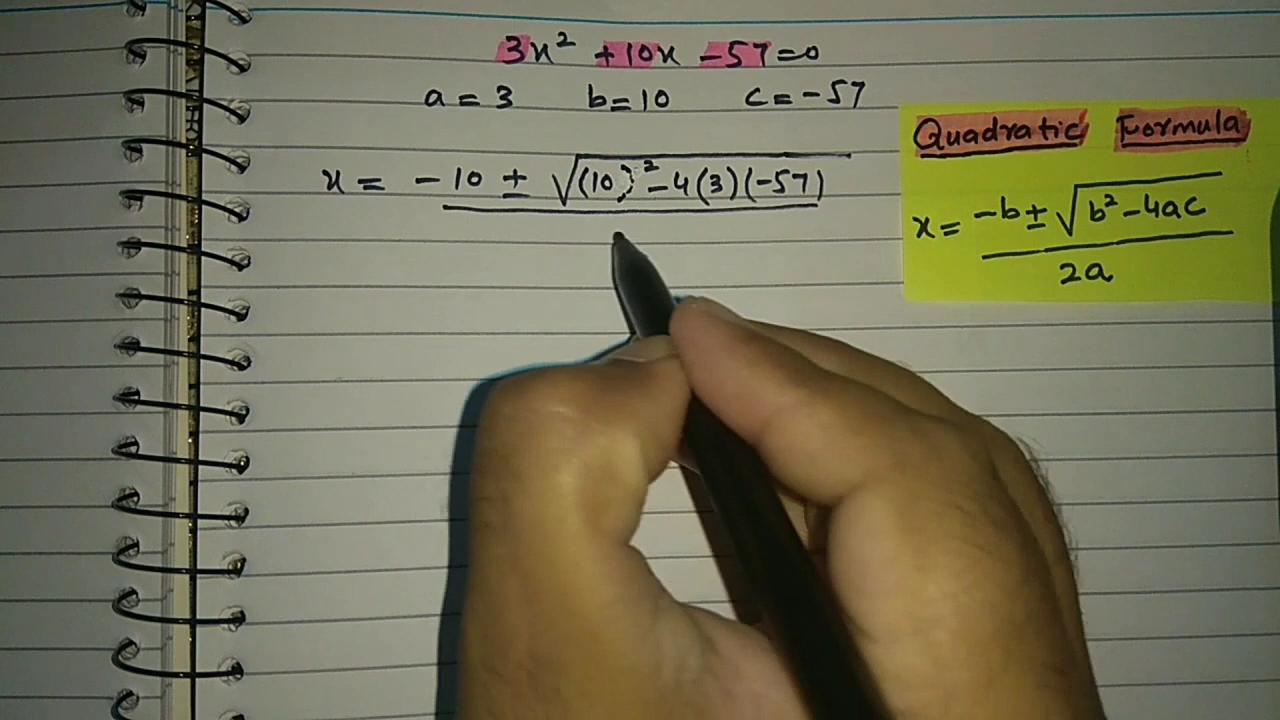 3x² + 10x - 57 = 0
a = 3 b = 10 c = -57
x = -10 ± √(10)² - 4(3)(-57)
Quadratic Formula
x = -b ± √b² - 4ac
2a